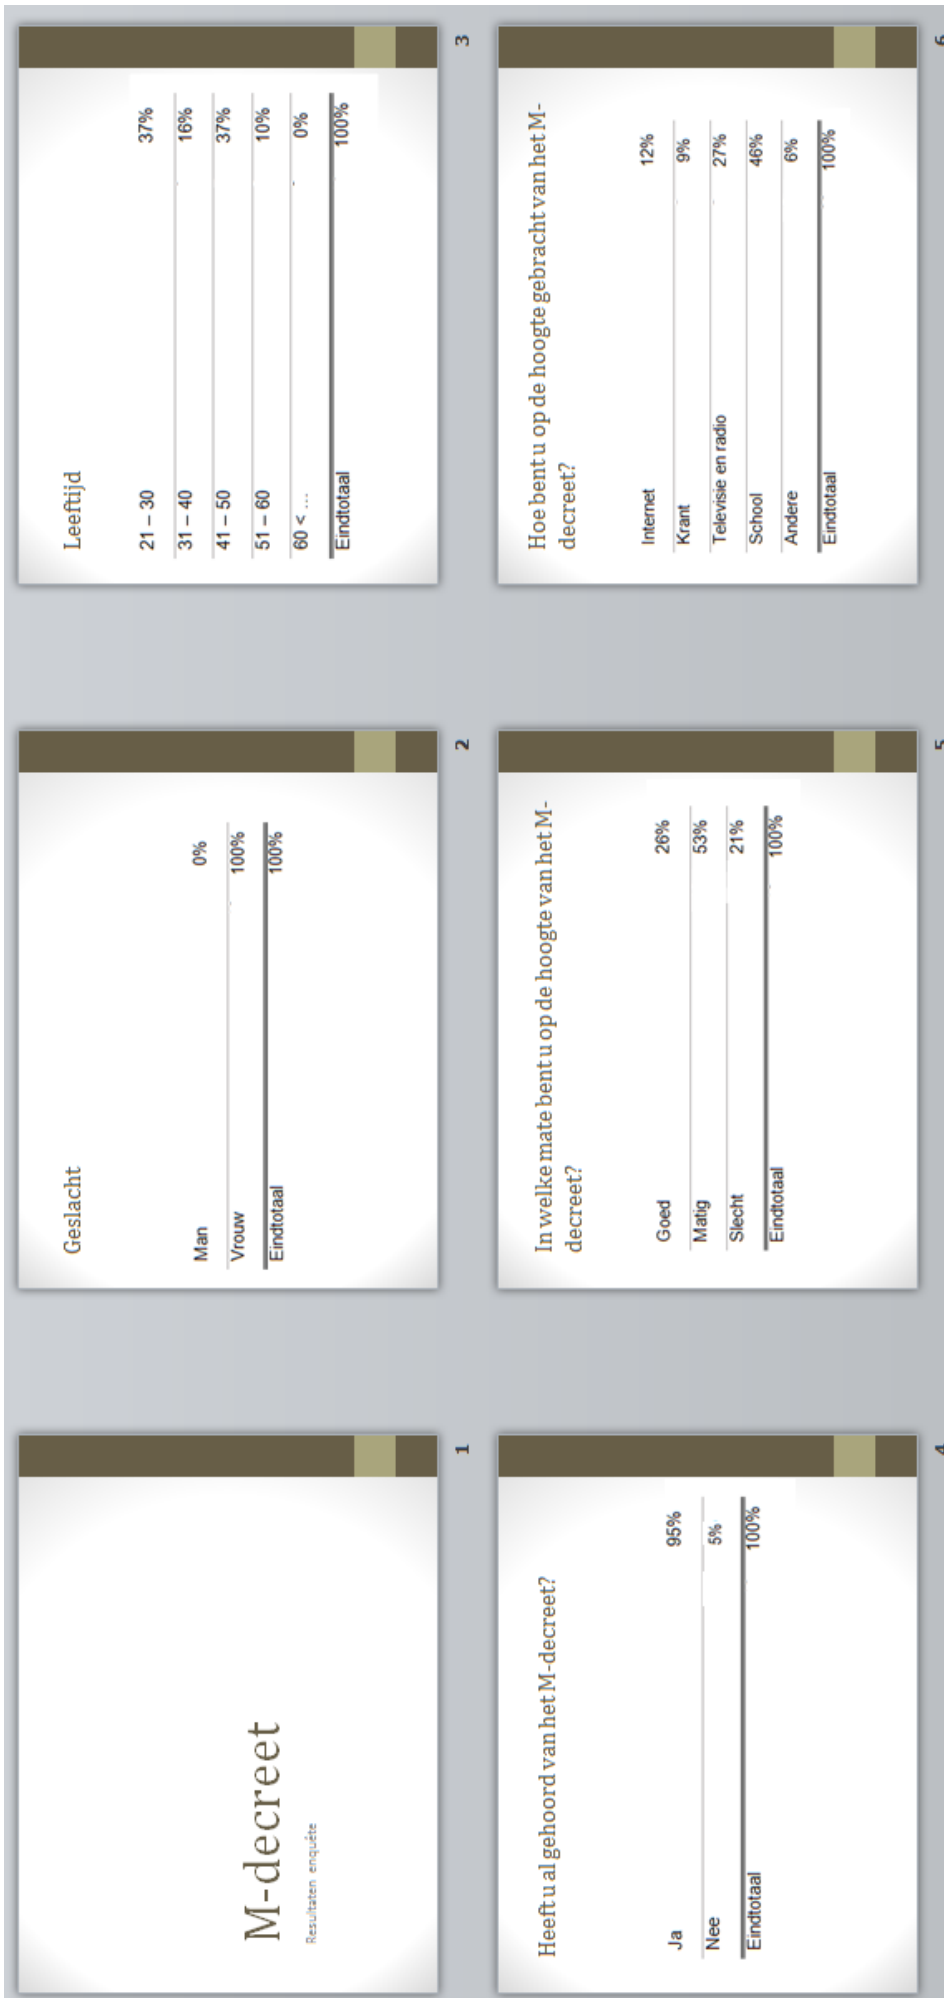 M-decreet
Resultaten enquête
1
Geslacht
Man 0%
Vrouw 100%
Eindtotaal 100%
2
Leeftijd
21 – 30 37%
31 – 40 16%
41 – 50 37%
51 – 60 10%
60 < ... 0%
Eindtotaal 100%
3
Heeft u al gehoord van het M-decreet?
Ja 95%
Nee 5%
Eindtotaal 100%
4
In welke mate bent u op de hoogte van het M-
decreet?
Goed 26%
Matig 53%
Slecht 21%
Eindtotaal 100%
5
Hoe bent u op de hoogte gebracht van het M-
decreet?
Internet 12%
Krant 9%
Televisie en radio 27%
School 46%
Andere 6%
Eindtotaal 100%
6